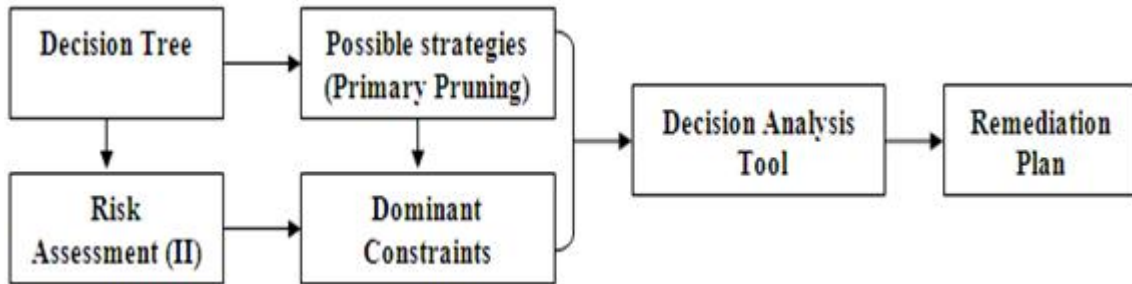 Decision Tree
Possible strategies
(Primary Pruning)
Risk
Assessment (II)
Dominant
Constraints
Decision Analysis
Tool
Remediation
Plan